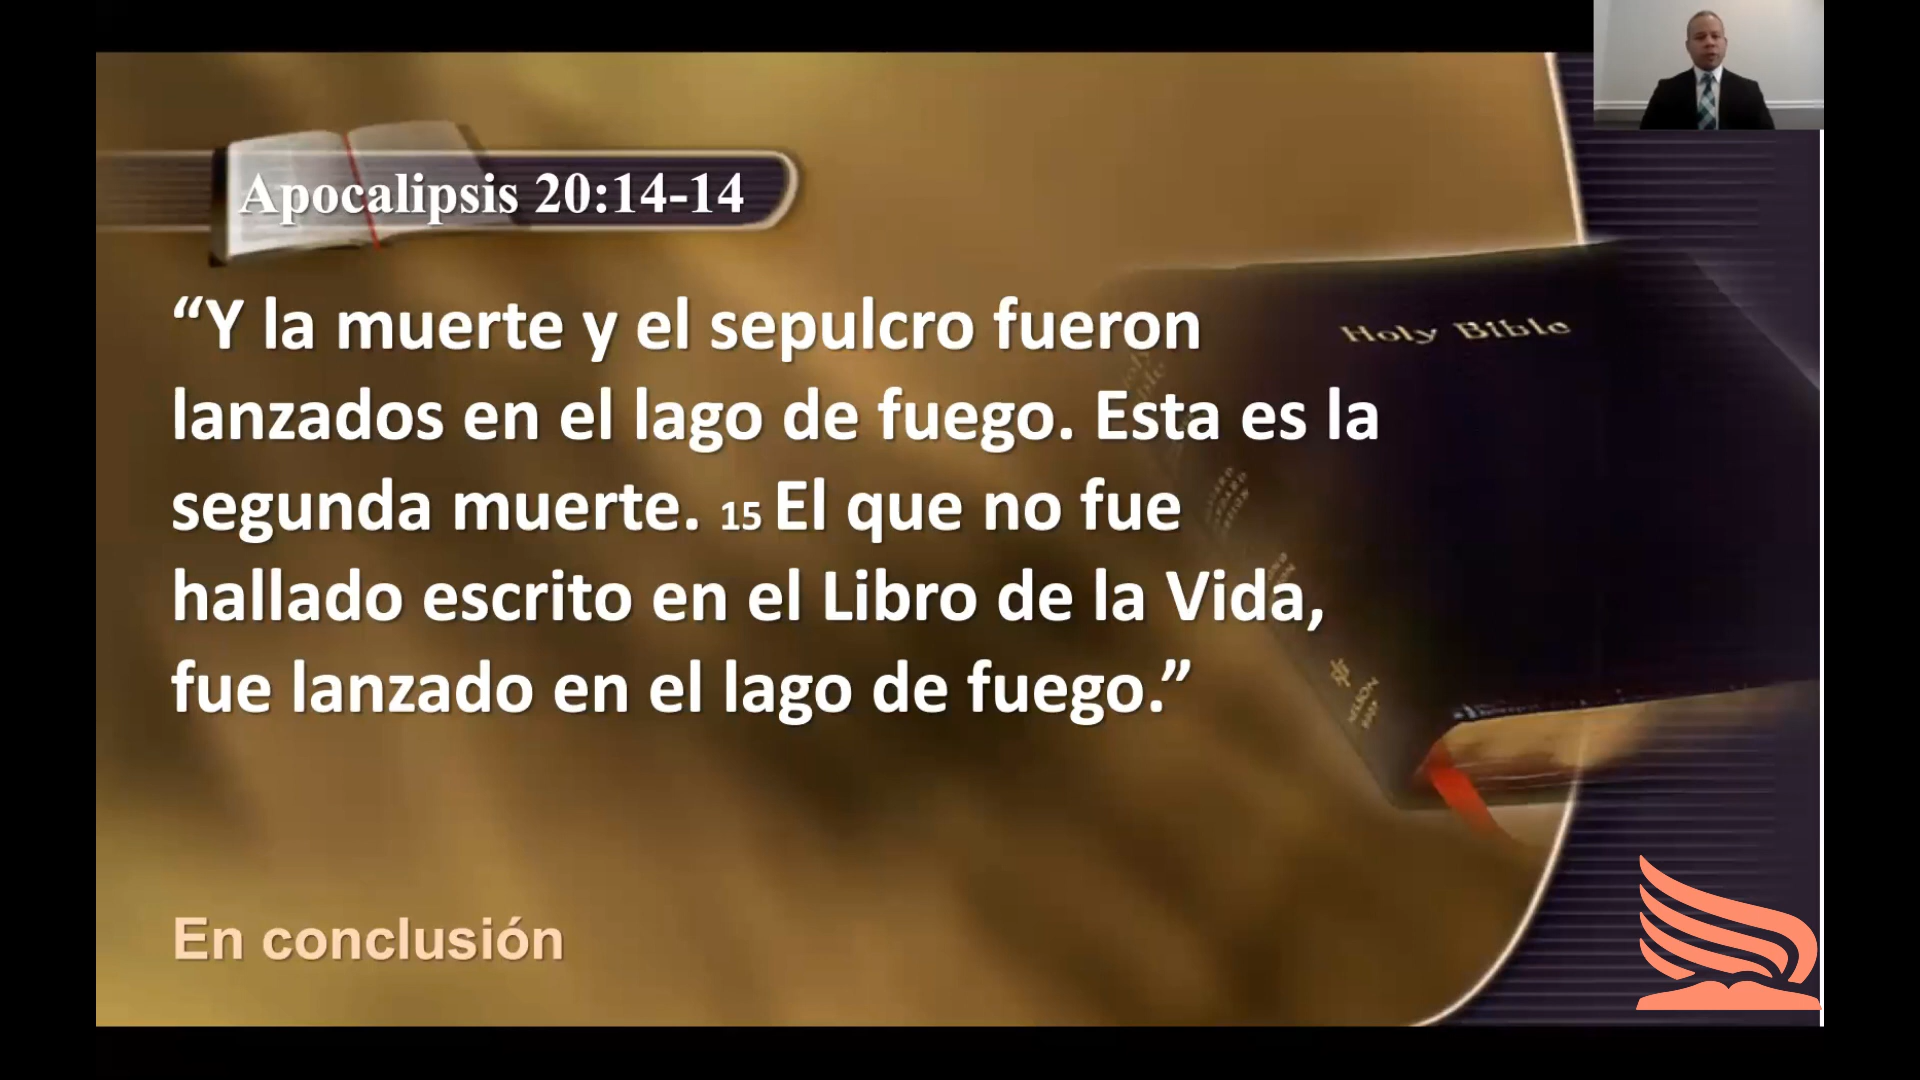 Apocalipsis 20:14-14
“Y la muerte y el sepulcro fueron
lanzados en el lago de fuego. Esta es la
segunda muerte. 15 El que no fue
hallado escrito en el Libro de la Vida,
fue lanzado en el lago de fuego.”
Holy Bible
En conclusión